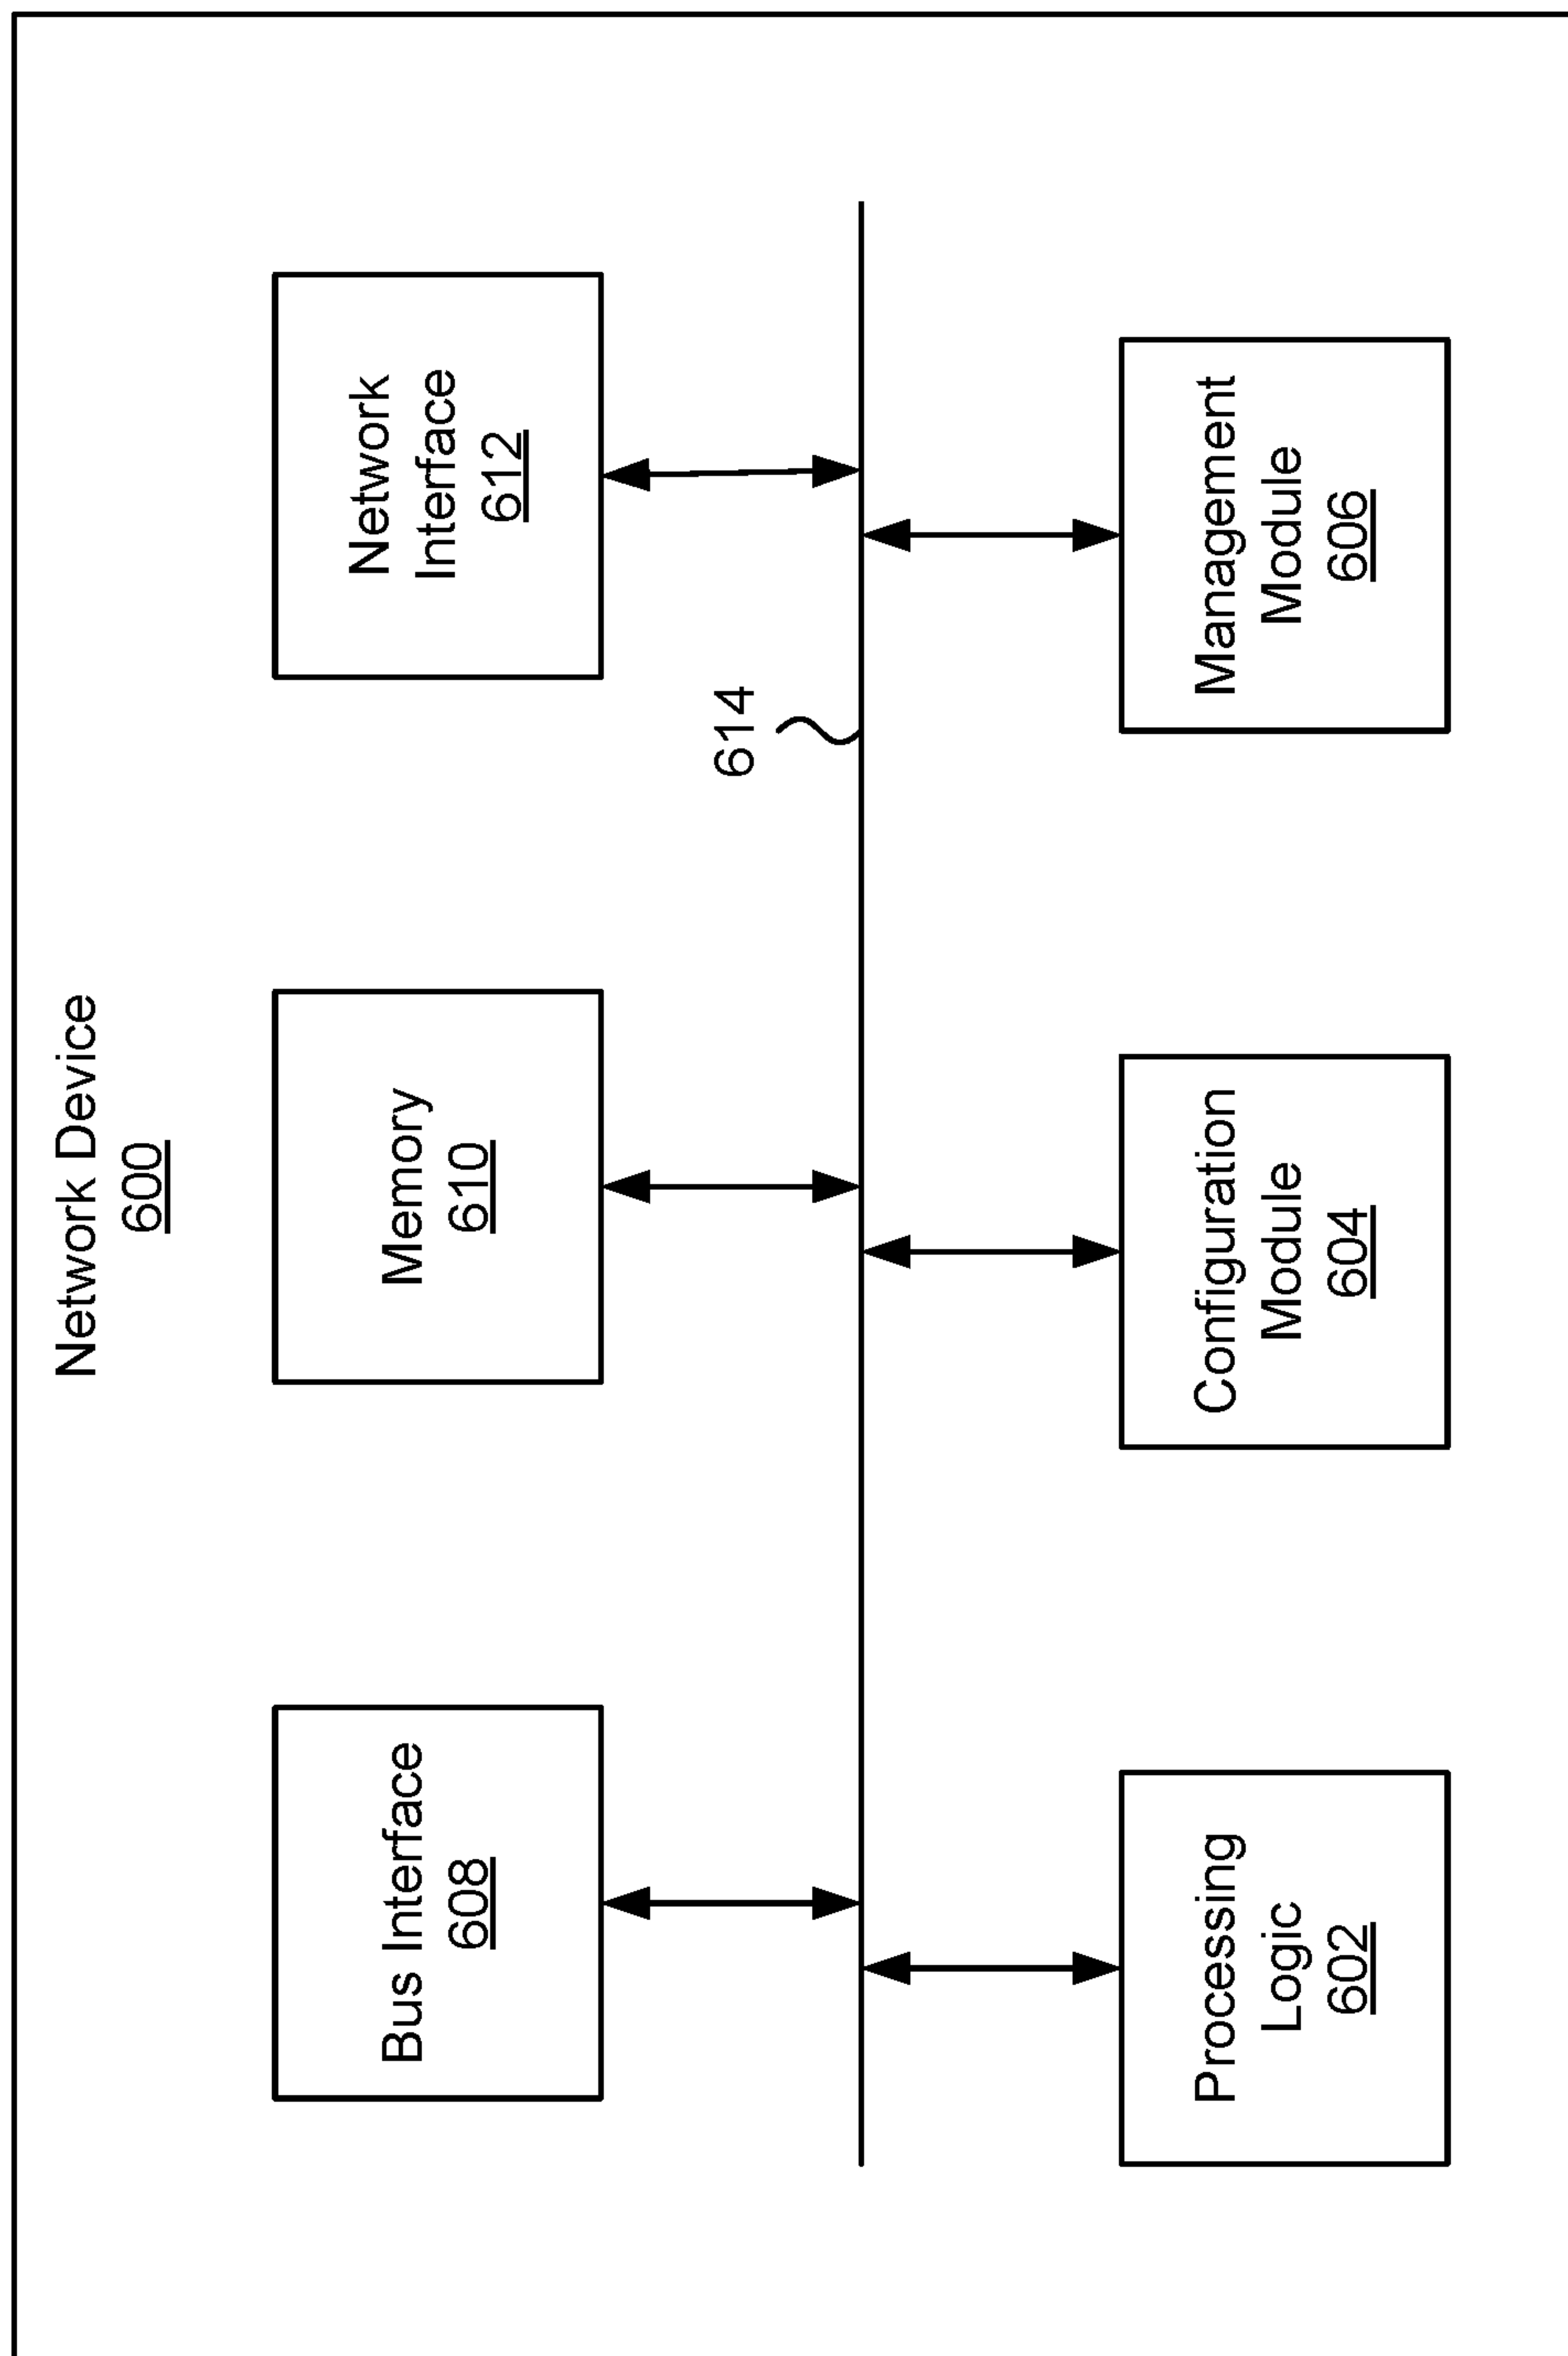 Network Device
600
Bus Interface
608
Memory
610
Network
Interface
612
614
Processing
Logic
602
Configuration
Module
604
Management
Module
606